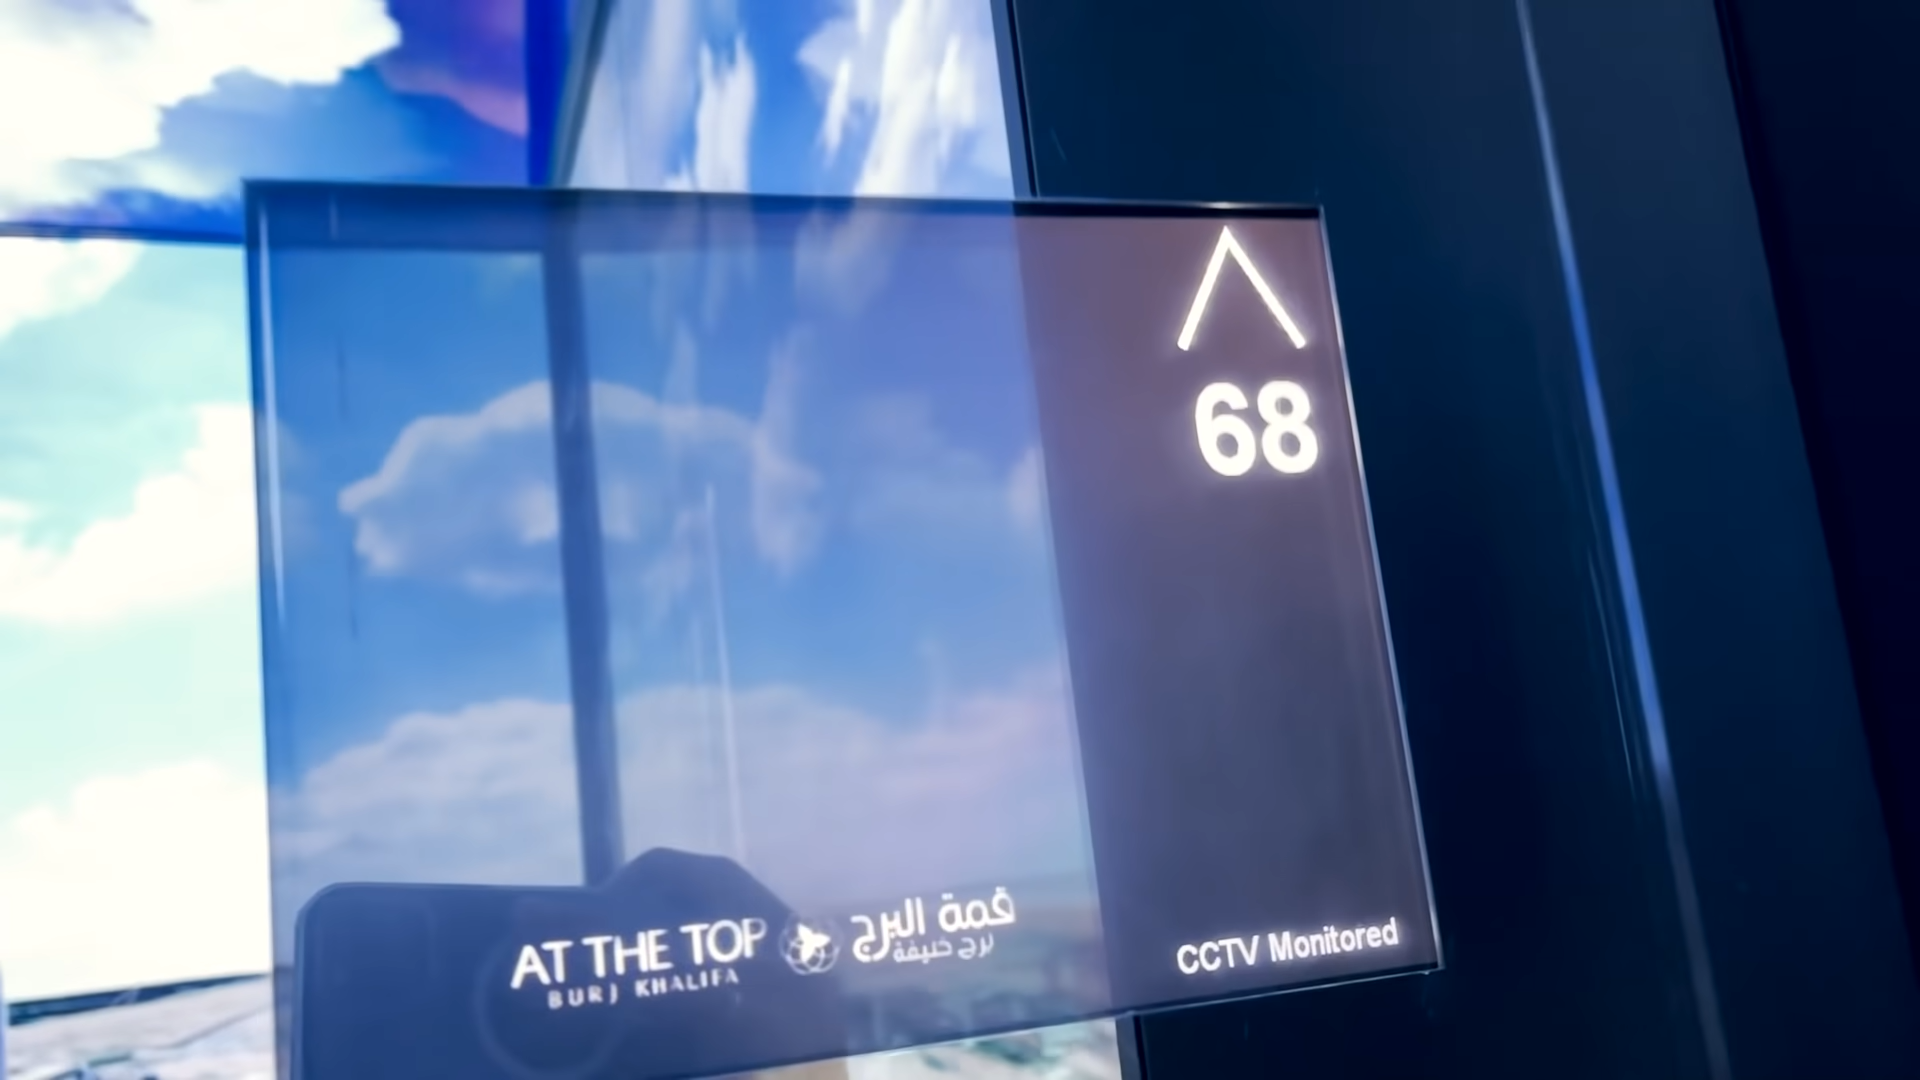 68
AT THE TOP
BURJ KHALIFA
قمة البرج
برج خليفة
CCTV Monitored